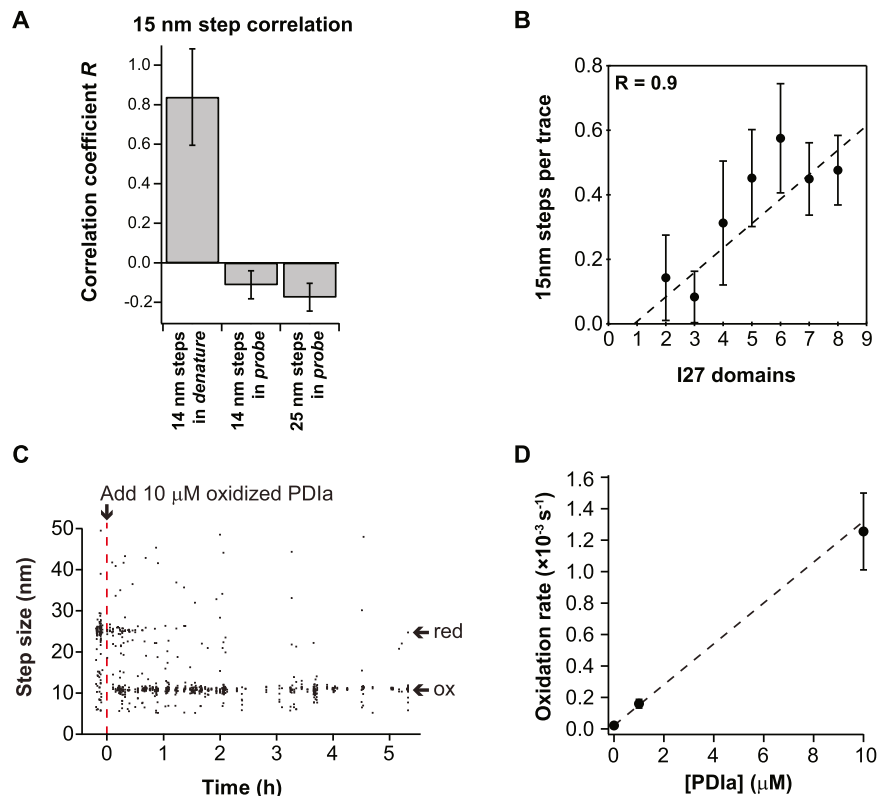 A
15 nm step correlation
Correlation coefficient R
1.0
0.8
0.6
0.4
0.2
0.0
-0.2
14 nm steps
in denature
14 nm steps
in probe
25 nm steps
in probe
B
R = 0.9
15nm steps per trace
0.8
0.6
0.4
0.2
0.0
0 1 2 3 4 5 6 7 8 9
I27 domains
C
Add 10 μM oxidized PDIa
Step size (nm)
50
40
30
20
10
0
red
ox
0 1 2 3 4 5
Time (h)
D
Oxidation rate (×10⁻³ s⁻¹)
1.6
1.4
1.2
1.0
0.8
0.6
0.4
0.2
0.0
0 2 4 6 8 10
[PDIa] (μM)